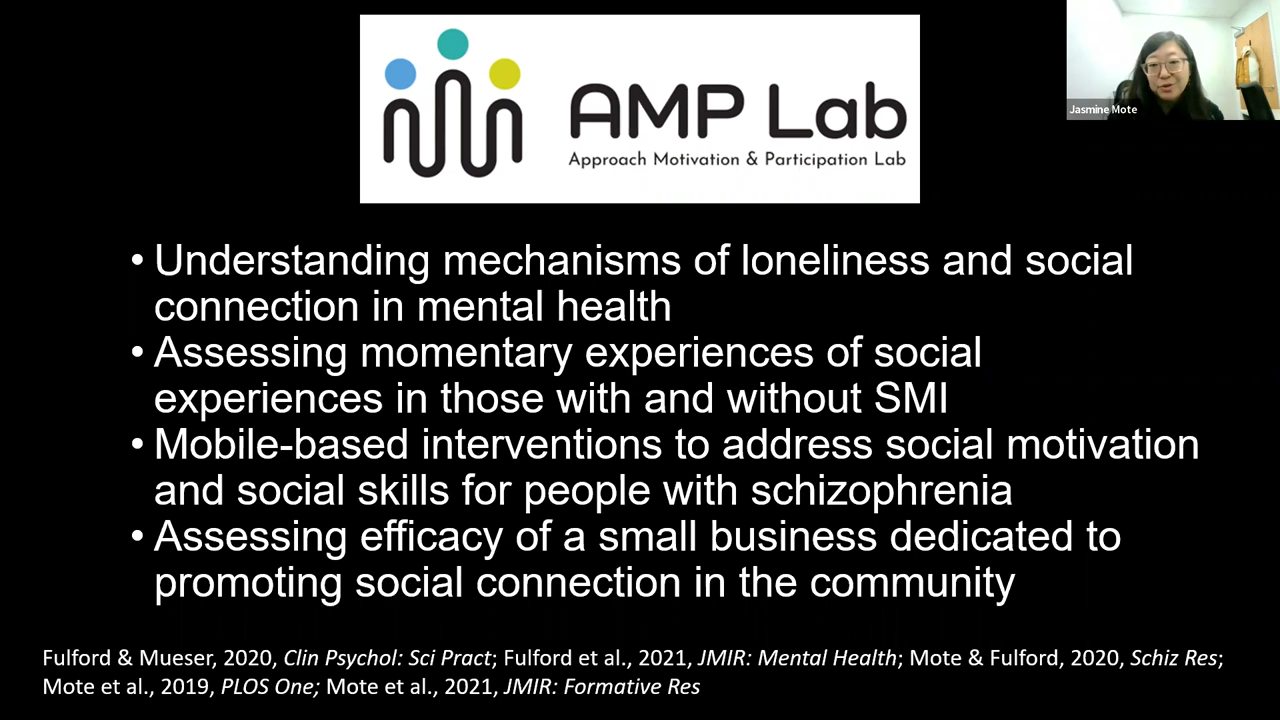 AMP Lab
Approach Motivation & Participation Lab
Jasmine Mote
• Understanding mechanisms of loneliness and social
connection in mental health
• Assessing momentary experiences of social
experiences in those with and without SMI
• Mobile-based interventions to address social motivation
and social skills for people with schizophrenia
• Assessing efficacy of a small business dedicated to
promoting social connection in the community
Fulford & Mueser, 2020, Clin Psychol: Sci Pract; Fulford et al., 2021, JMIR: Mental Health; Mote & Fulford, 2020, Schiz Res;
Mote et al., 2019, PLOS One; Mote et al., 2021, JMIR: Formative Res